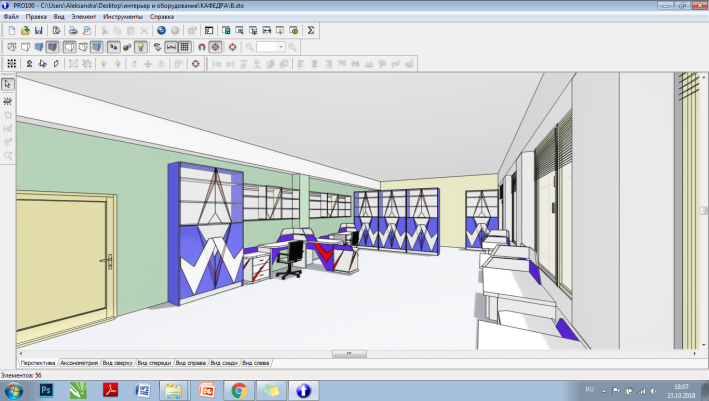 PRO100 - C:\Users\Aleksandra\Desktop\интерьер и оборудование\КАФЕДРА\B.sto
Файл Правка Вид Элемент Инструменты Справка
Перспектива Аксонометрия Вид сверху Вид спереди Вид справа Вид сзади Вид слева
Элементов: 56
Ps W P RU 18:07
23.10.2018